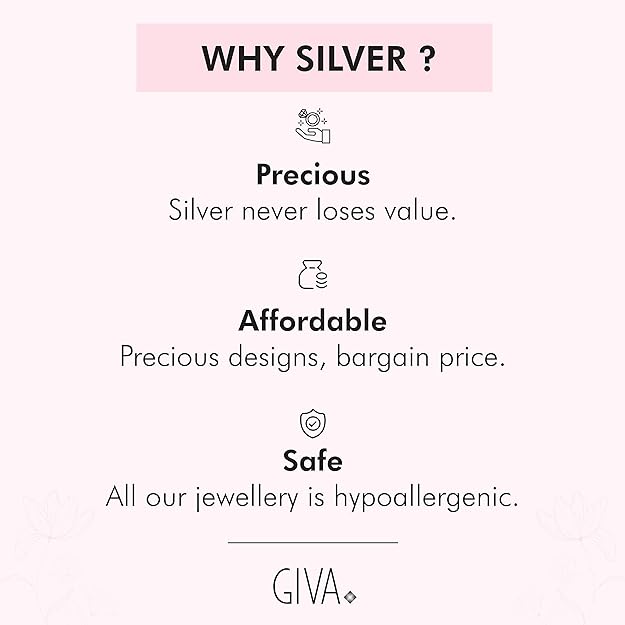 WHY SILVER ?
Precious
Silver never loses value.
Affordable
Precious designs, bargain price.
Safe
All our jewellery is hypoallergenic.
GIVA